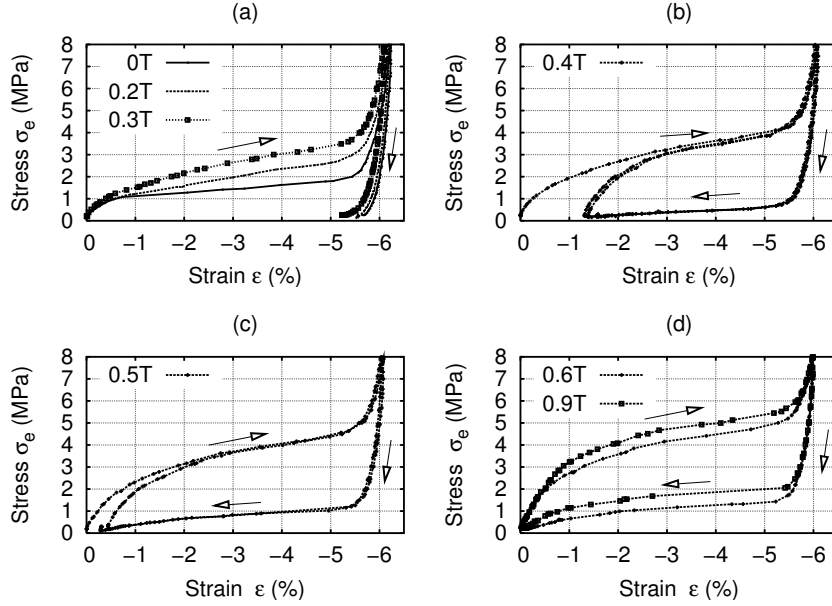 (a)
8
7
6
5
4
3
2
1
0
0 −1 −2 −3 −4 −5 −6
Stress σe (MPa)
Strain ε (%)
0T
0.2T
0.3T
(b)
8
7
6
5
4
3
2
1
0
0 −1 −2 −3 −4 −5 −6
Stress σe (MPa)
Strain ε (%)
0.4T
(c)
8
7
6
5
4
3
2
1
0
0 −1 −2 −3 −4 −5 −6
Stress σe (MPa)
Strain ε (%)
0.5T
(d)
8
7
6
5
4
3
2
1
0
0 −1 −2 −3 −4 −5 −6
Stress σe (MPa)
Strain ε (%)
0.6T
0.9T